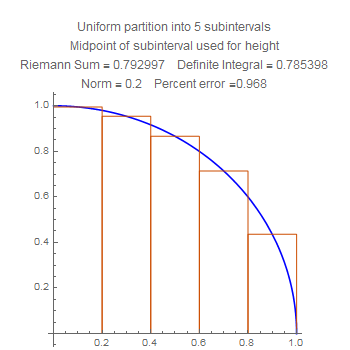 Uniform partition into 5 subintervals
Midpoint of subinterval used for height
Riemann Sum = 0.792997 Definite Integral = 0.785398
Norm = 0.2 Percent error =0.968
1.0
0.8
0.6
0.4
0.2
0.2 0.4 0.6 0.8 1.0